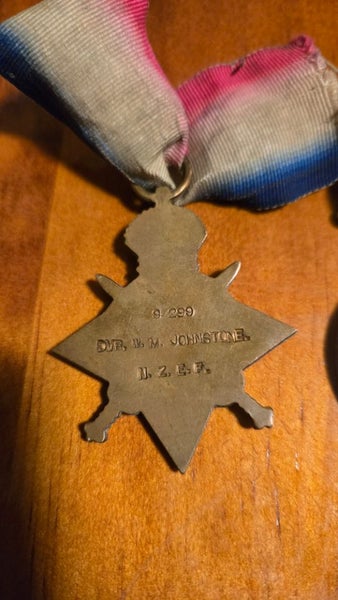 9/299
DVR. W. M. JOHNSTONE.
N. Z. E. F.